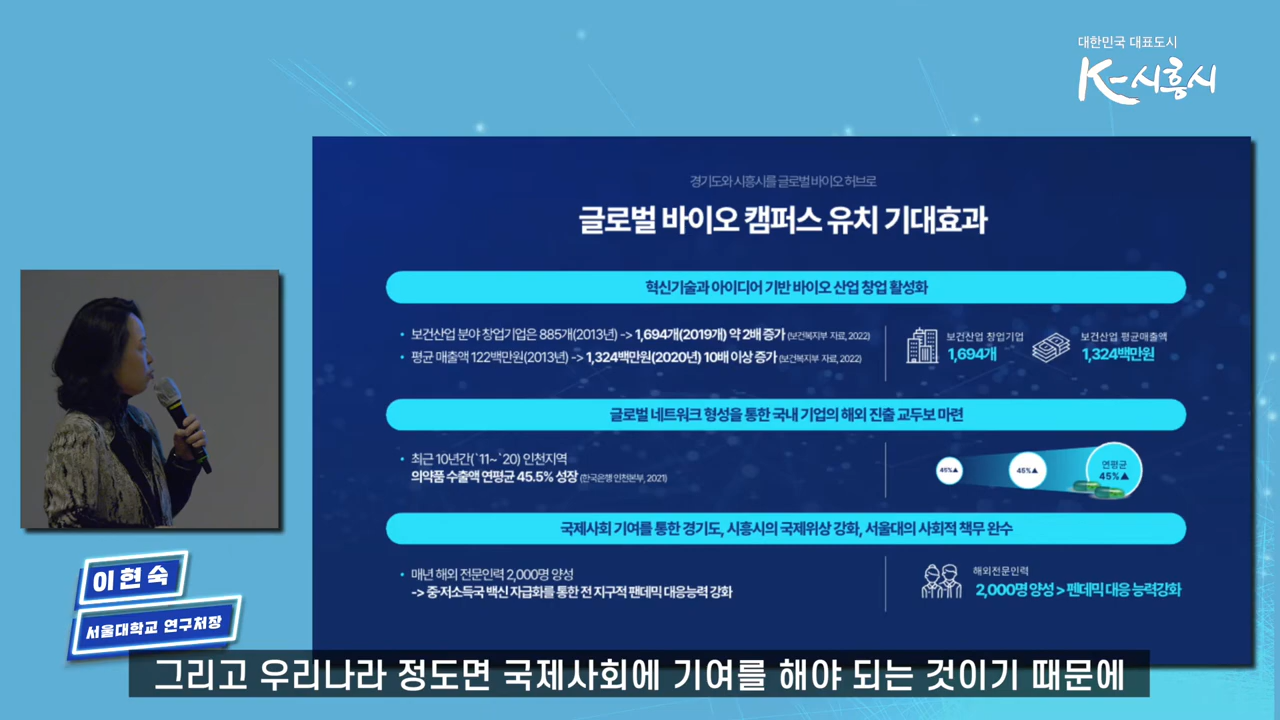 대한민국 대표도시
K-시흥시
경기도와 시흥시를 글로벌 바이오 허브로
글로벌 바이오 캠퍼스 유치 기대효과
혁신기술과 아이디어 기반 바이오 산업 창업 활성화
• 보건산업 분야 창업기업은 885개(2013년) -> 1,694개(2019개) 약 2배 증가 (보건복지부 자료, 2022)
• 평균 매출액 122백만원(2013년) -> 1,324백만원(2020년) 10배 이상 증가 (보건복지부 자료, 2022)
보건산업 창업기업
1,694개
보건산업 평균매출액
1,324백만원
글로벌 네트워크 형성을 통한 국내 기업의 해외 진출 교두보 마련
• 최근 10년간(`11~`20) 인천지역
의약품 수출액 연평균 45.5% 성장 (한국은행 인천본부, 2021)
45%▲
45%▲
연평균
45%▲
국제사회 기여를 통한 경기도, 시흥시의 국제위상 강화, 서울대의 사회적 책무 완수
• 매년 해외 전문인력 2,000명 양성
-> 중·저소득국 백신 자급화를 통한 전 지구적 팬데믹 대응능력 강화
해외전문인력
2,000명 양성 > 펜데믹 대응 능력강화
이현숙
서울대학교 연구처장
그리고 우리나라 정도면 국제사회에 기여를 해야 되는 것이기 때문에